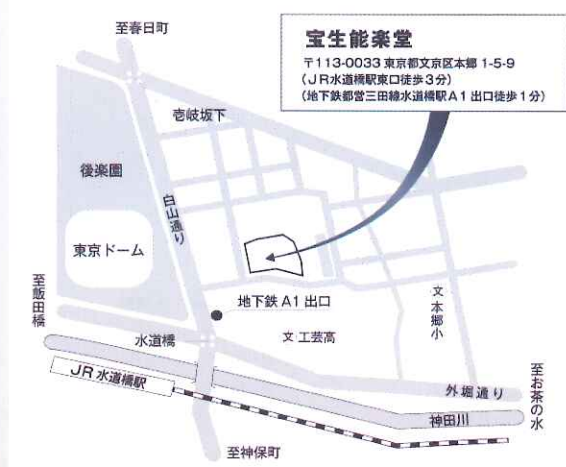 至春日町
宝生能楽堂
〒113-0033 東京都文京区本郷 1-5-9
(JR水道橋駅東口徒歩3分)
(地下鉄都営三田線水道橋駅A1出口徒歩1分)
壱岐坂下
後楽園
白山通り
東京ドーム
至飯田橋
地下鉄 A1 出口
文 本郷小
水道橋
文 工芸高
JR 水道橋駅
外堀通り
至お茶の水
神田川
至神保町